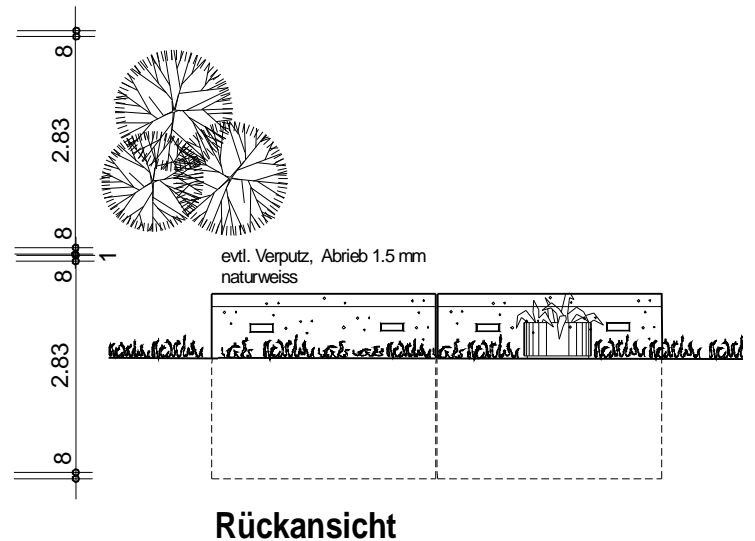 8
2.83
8
1
8
2.83
8
evtl. Verputz, Abrieb 1.5 mm
naturweiss
Rückansicht